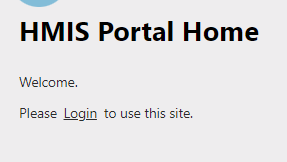 HMIS Portal Home
Welcome.
Please Login to use this site.